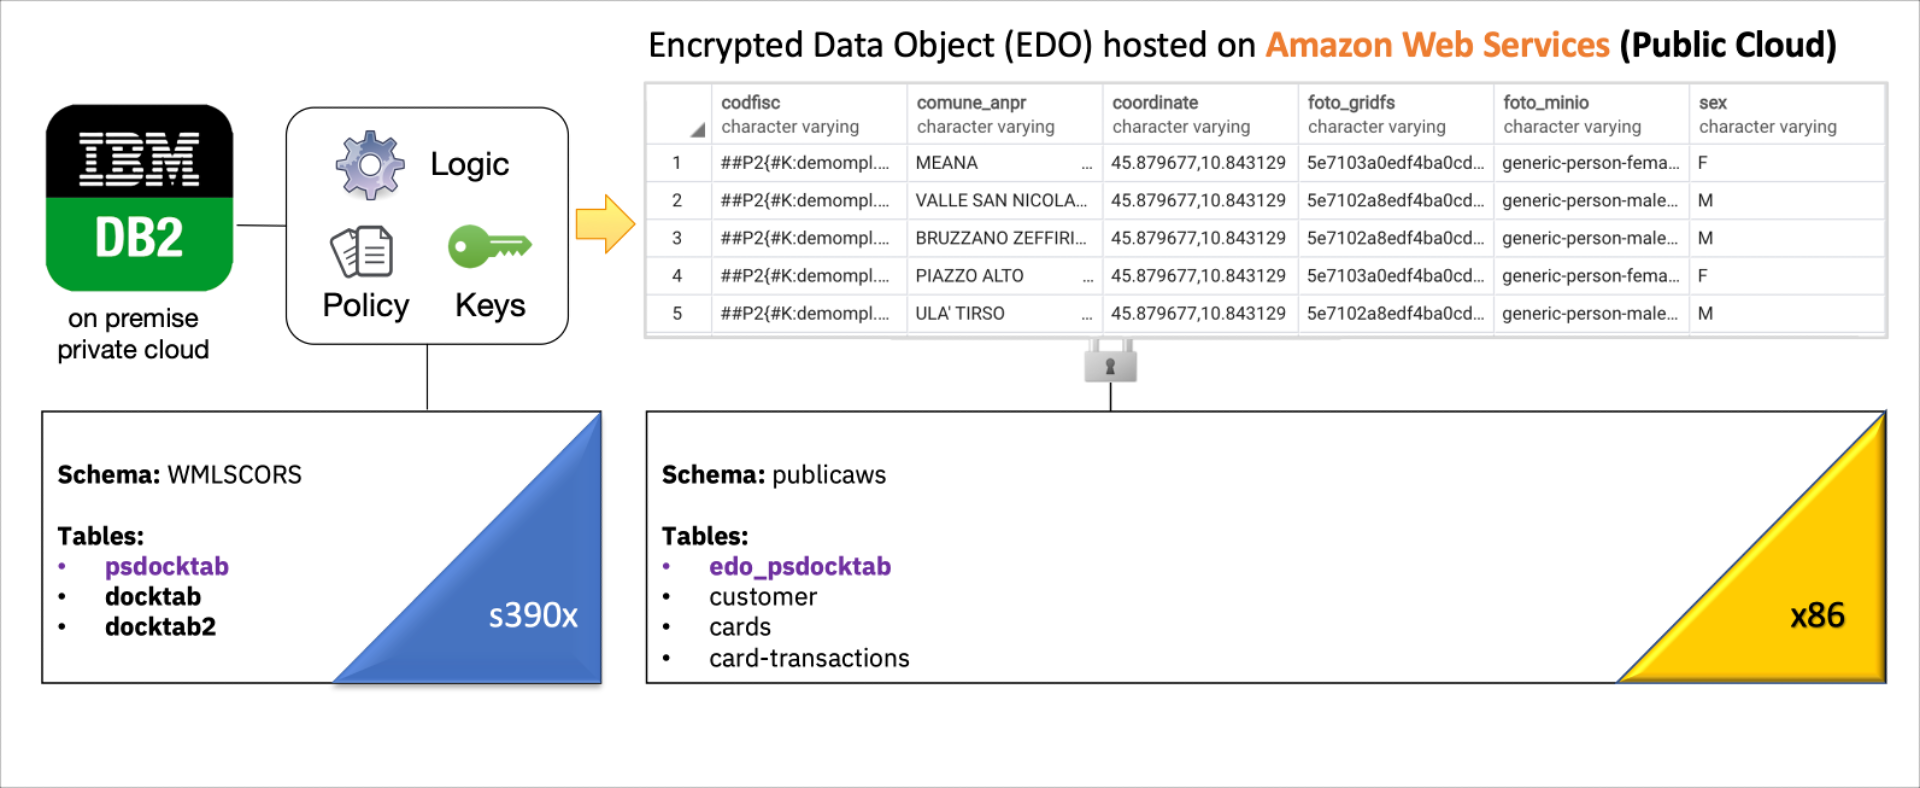 Encrypted Data Object (EDO) hosted on Amazon Web Services (Public Cloud)
IBM
DB2
on premise
private cloud
Logic
Policy Keys
codfisc comune_anpr coordinate foto_gridfs foto_minio sex
character varying character varying character varying character varying character varying character varying
1 ##P2{#K:demompl.... MEANA ... 45.879677,10.843129 5e7103a0edf4ba0cd... generic-person-fema... F
2 ##P2{#K:demompl.... VALLE SAN NICOLA... 45.879677,10.843129 5e7102a8edf4ba0cd... generic-person-male... M
3 ##P2{#K:demompl.... BRUZZANO ZEFFIRI... 45.879677,10.843129 5e7102a8edf4ba0cd... generic-person-male... M
4 ##P2{#K:demompl.... PIAZZO ALTO ... 45.879677,10.843129 5e7103a0edf4ba0cd... generic-person-fema... F
5 ##P2{#K:demompl.... ULA' TIRSO ... 45.879677,10.843129 5e7102a8edf4ba0cd... generic-person-male... M
Schema: WMLSCORS
Tables:
• psdocktab
• docktab
• docktab2
s390x
Schema: publicaws
Tables:
• edo_psdocktab
• customer
• cards
• card-transactions
x86